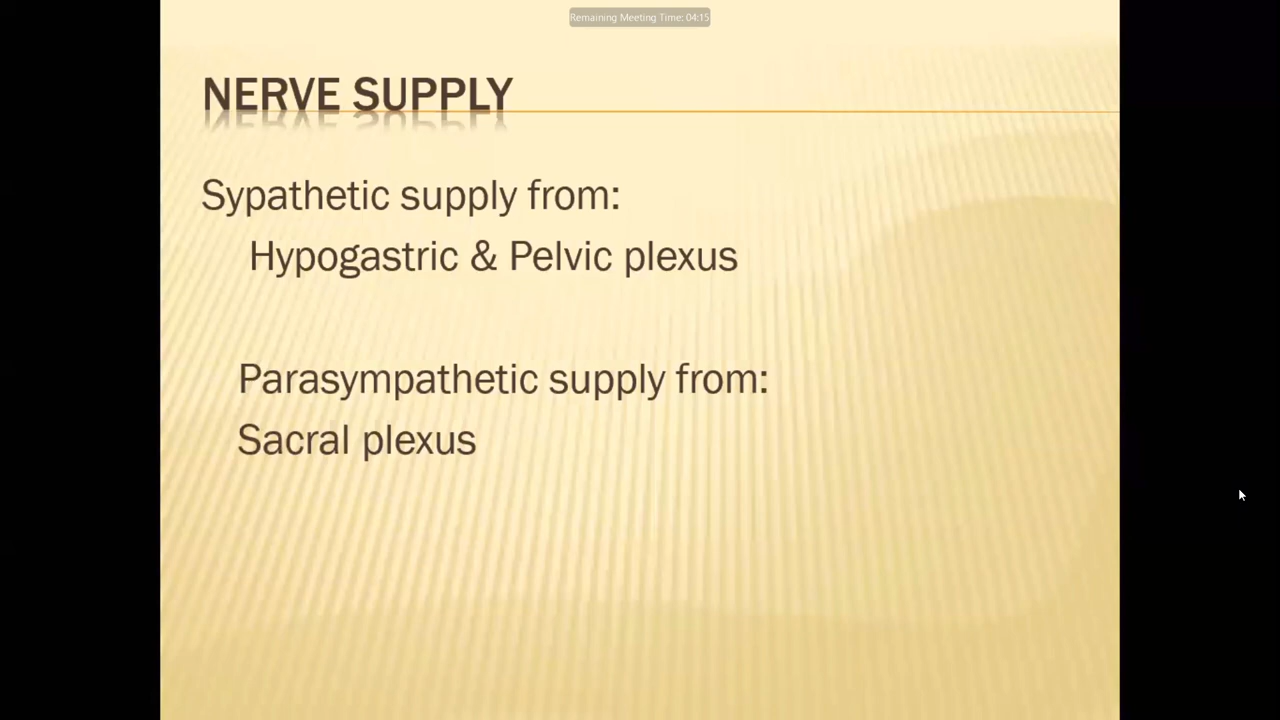 Remaining Meeting Time: 04:15
NERVE SUPPLY
Sypathetic supply from:
Hypogastric & Pelvic plexus
Parasympathetic supply from:
Sacral plexus